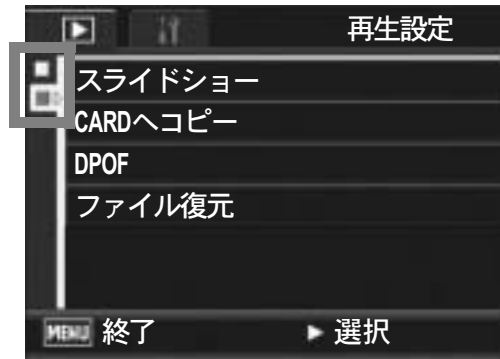 再生設定
スライドショー
CARDへコピー
DPOF
ファイル復元
MENU 終了 ▶ 選択